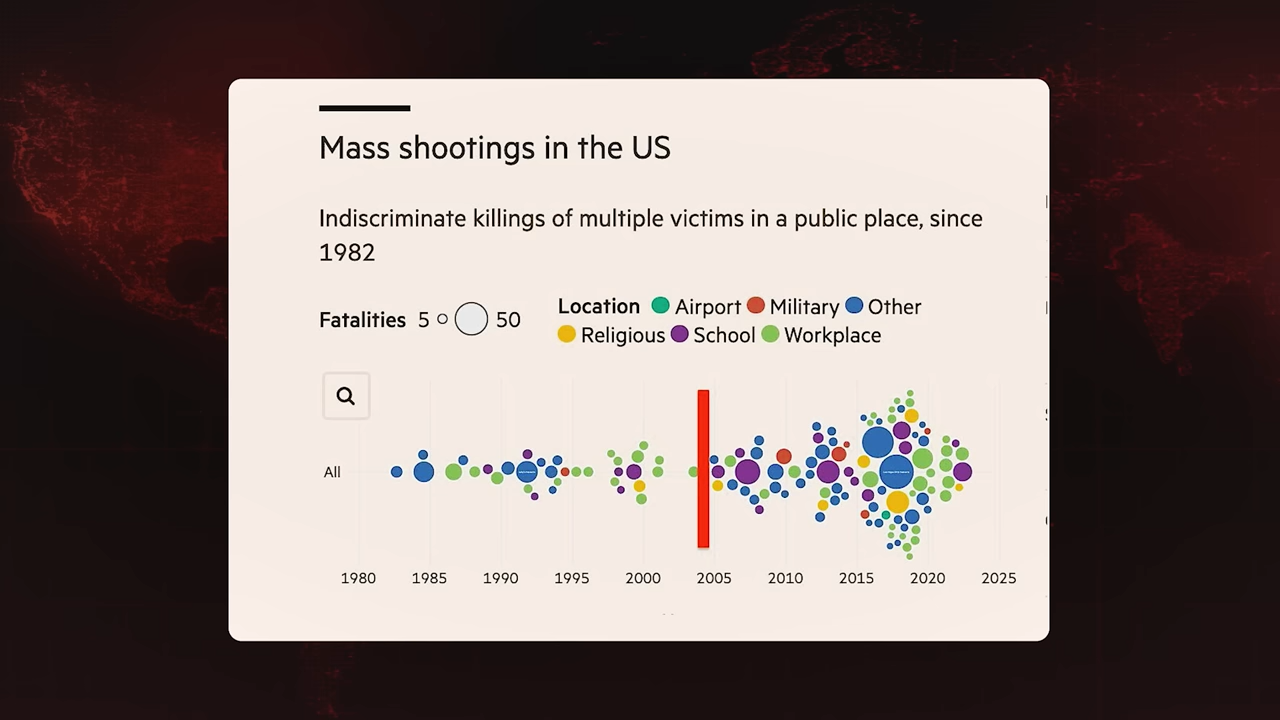 Mass shootings in the US
Indiscriminate killings of multiple victims in a public place, since
1982
Fatalities 5 50
Location Airport Military Other
Religious School Workplace
All
1980 1985 1990 1995 2000 2005 2010 2015 2020 2025